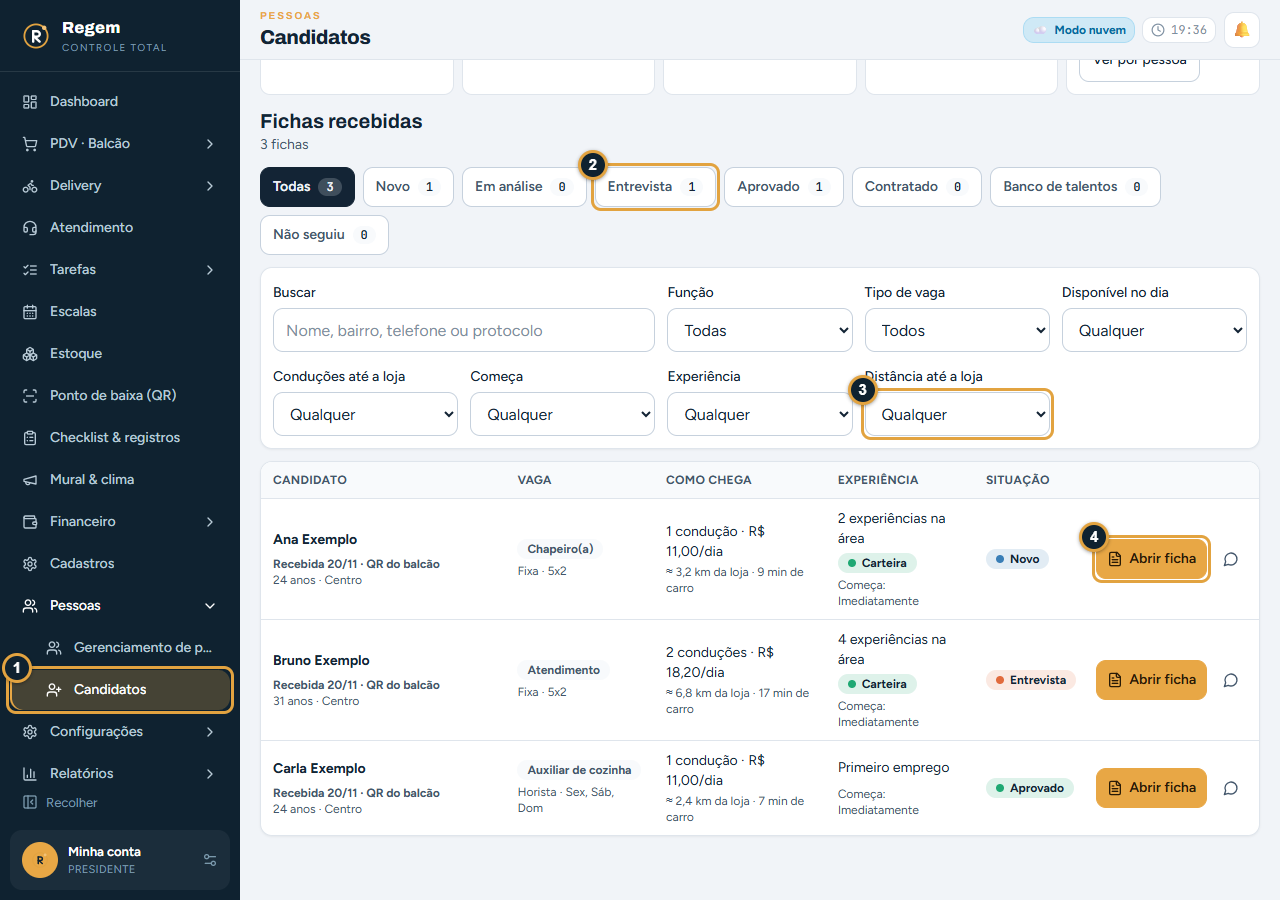 Regem
CONTROLE TOTAL
Dashboard
PDV · Balcão
Delivery
Atendimento
Tarefas
Escalas
Estoque
Ponto de baixa (QR)
Checklist & registros
Mural & clima
Financeiro
Cadastros
Pessoas
Gerenciamento de p...
1
Candidatos
Configurações
Relatórios
Recolher
R
Minha conta
PRESIDENTE
PESSOAS
Candidatos
Modo nuvem
19:36
Ver por pessoa
Fichas recebidas
3 fichas
2
Todas 3
Novo 1
Em análise 0
Entrevista 1
Aprovado 1
Contratado 0
Banco de talentos 0
Não seguiu 0
Buscar
Função
Tipo de vaga
Disponível no dia
Nome, bairro, telefone ou protocolo
Todas
Todos
Qualquer
Conduções até a loja
Começa
Experiência
3
Distância até a loja
Qualquer
Qualquer
Qualquer
Qualquer
CANDIDATO
VAGA
COMO CHEGA
EXPERIÊNCIA
SITUAÇÃO
Ana Exemplo
Recebida 20/11 · QR do balcão
24 anos · Centro
Chapeiro(a)
Fixa · 5x2
1 condução · R$
11,00/dia
≈ 3,2 km da loja · 9 min de
carro
2 experiências na
área
Carteira
Começa:
Imediatamente
Novo
4
Abrir ficha
Bruno Exemplo
Recebida 20/11 · QR do balcão
31 anos · Centro
Atendimento
Fixa · 5x2
2 conduções · R$
18,20/dia
≈ 6,8 km da loja · 17 min de
carro
4 experiências na
área
Carteira
Começa:
Imediatamente
Entrevista
Abrir ficha
Carla Exemplo
Recebida 20/11 · QR do balcão
24 anos · Centro
Auxiliar de cozinha
Horista · Sex, Sáb,
Dom
1 condução · R$
11,00/dia
≈ 2,4 km da loja · 7 min de
carro
Primeiro emprego
Começa:
Imediatamente
Aprovado
Abrir ficha